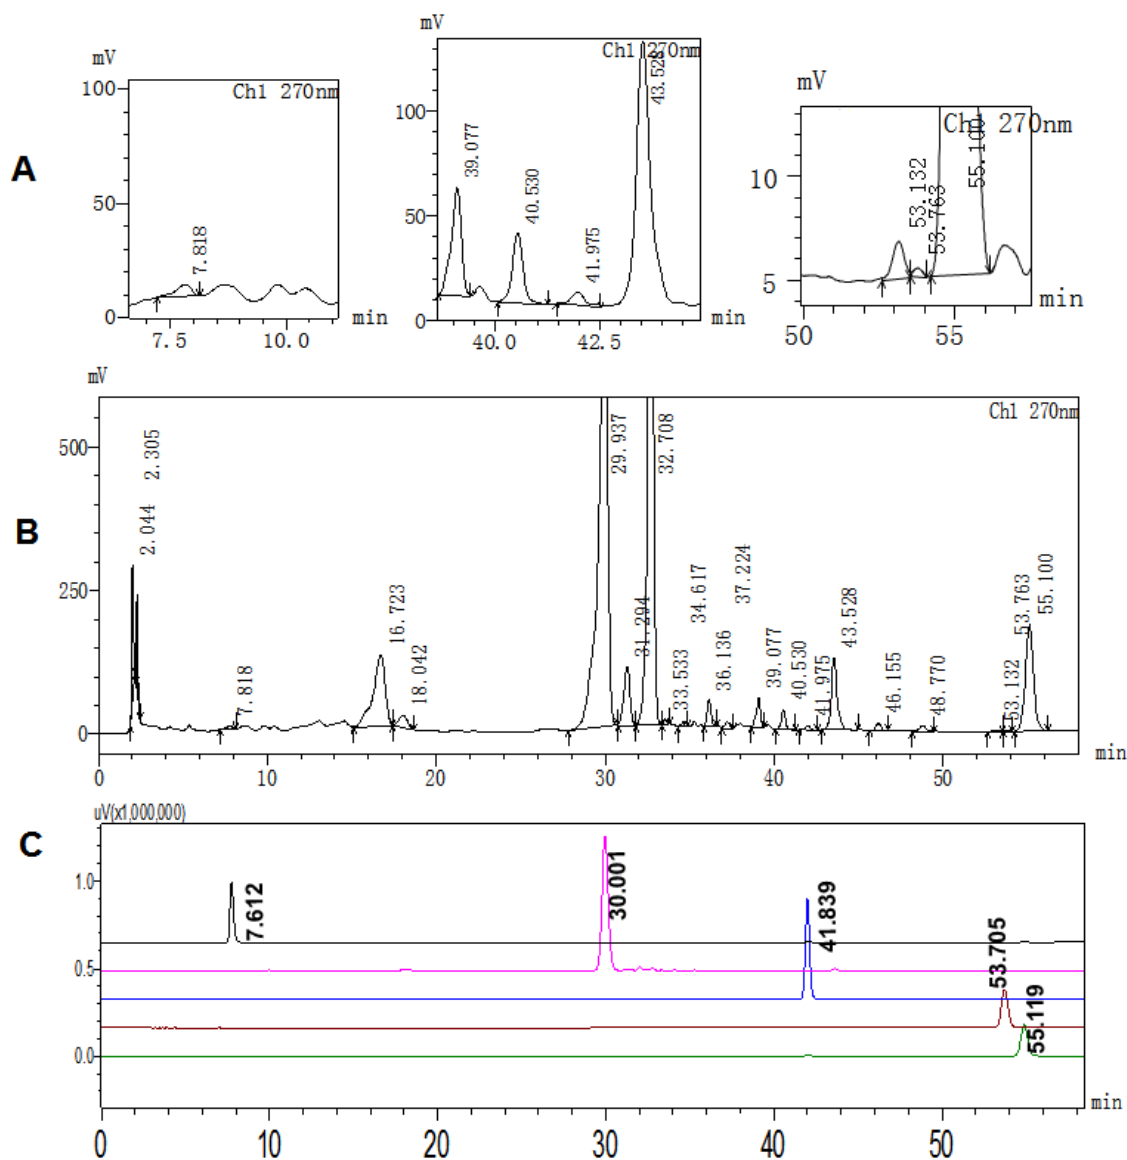 A
mV
Ch1 270nm
100
50
0
7.818
7.5 10.0
min
mV
Ch1 270nm
100
50
0
39.077
40.530
41.975
43.528
40.0 42.5
min
mV
Ch1 270nm
10
5
53.132
53.763
55.100
50 55
min
B
mV
Ch1 270nm
500
250
0
2.044
2.305
7.818
16.723
18.042
29.937
31.294
32.708
33.533
34.617
36.136
37.224
39.077
40.530
41.975
43.528
46.155
48.770
53.132
53.763
55.100
0 10 20 30 40 50
min
C
uV(x1,000,000)
1.0
0.5
0.0
7.612
30.001
41.839
53.705
55.119
min
0 10 20 30 40 50